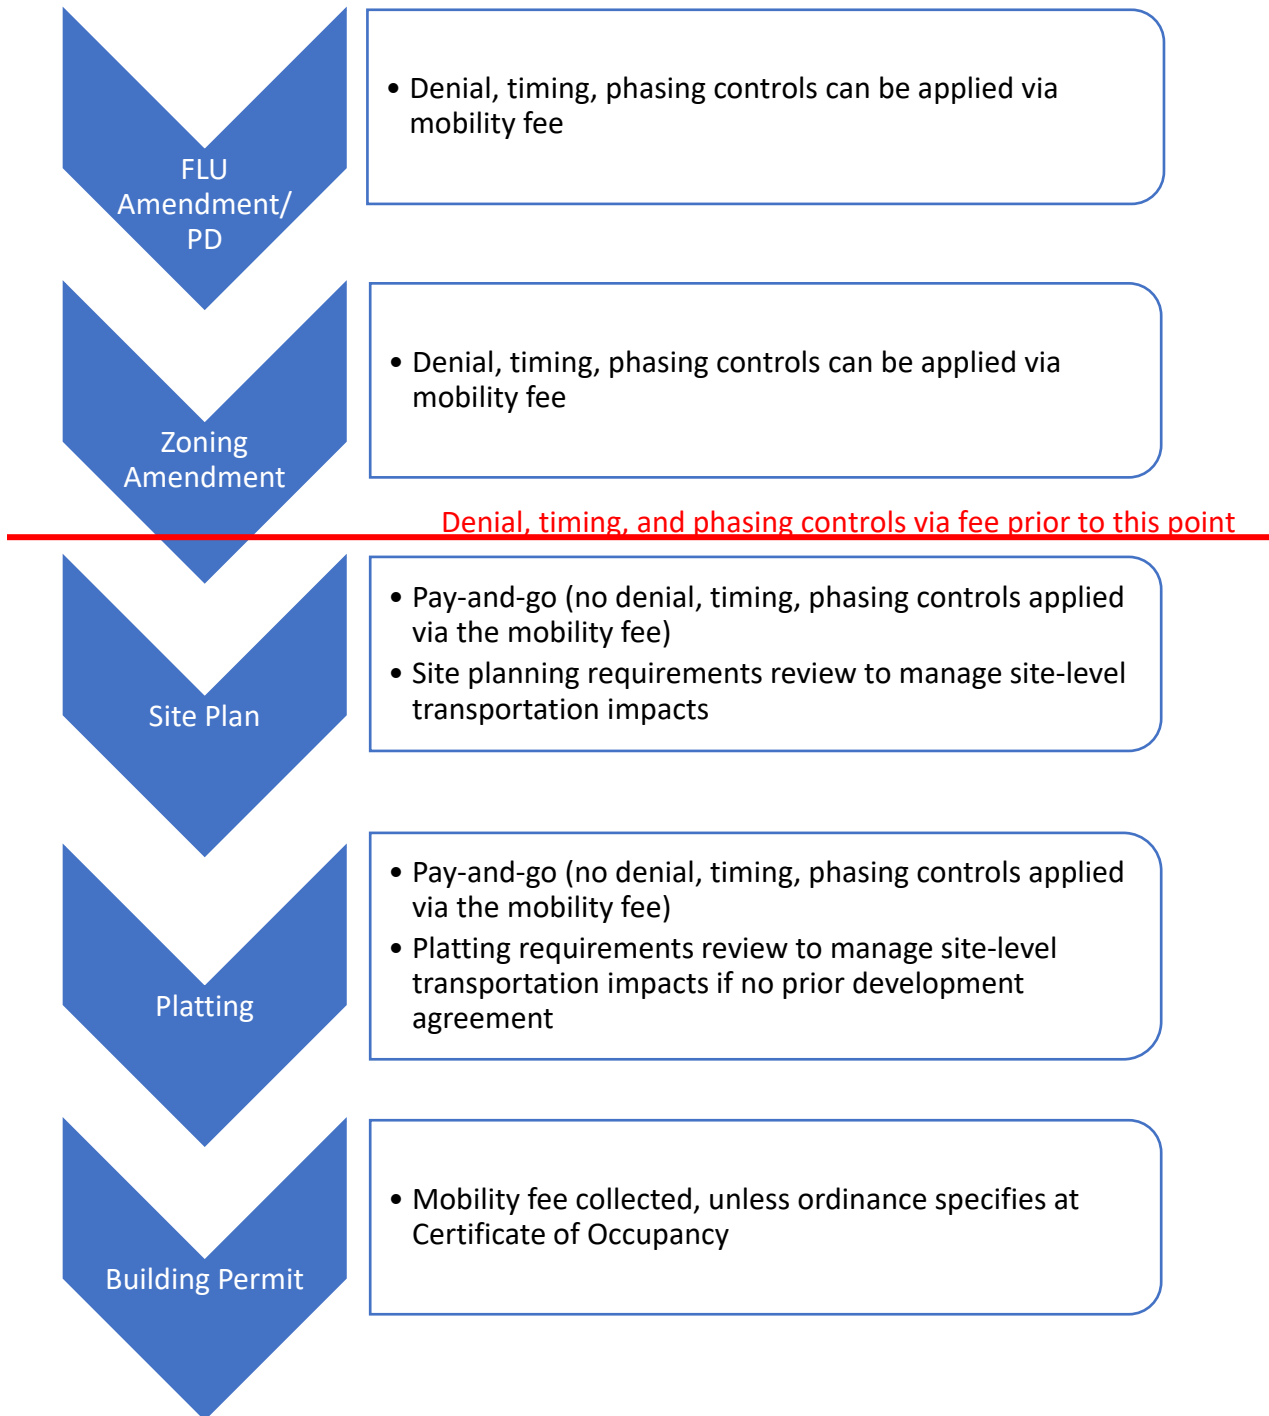 FLU
Amendment/
PD
• Denial, timing, phasing controls can be applied via
mobility fee
Zoning
Amendment
• Denial, timing, phasing controls can be applied via
mobility fee
Denial, timing, and phasing controls via fee prior to this point
Site Plan
• Pay-and-go (no denial, timing, phasing controls applied
via the mobility fee)
• Site planning requirements review to manage site-level
transportation impacts
Platting
• Pay-and-go (no denial, timing, phasing controls applied
via the mobility fee)
• Platting requirements review to manage site-level
transportation impacts if no prior development
agreement
Building Permit
• Mobility fee collected, unless ordinance specifies at
Certificate of Occupancy